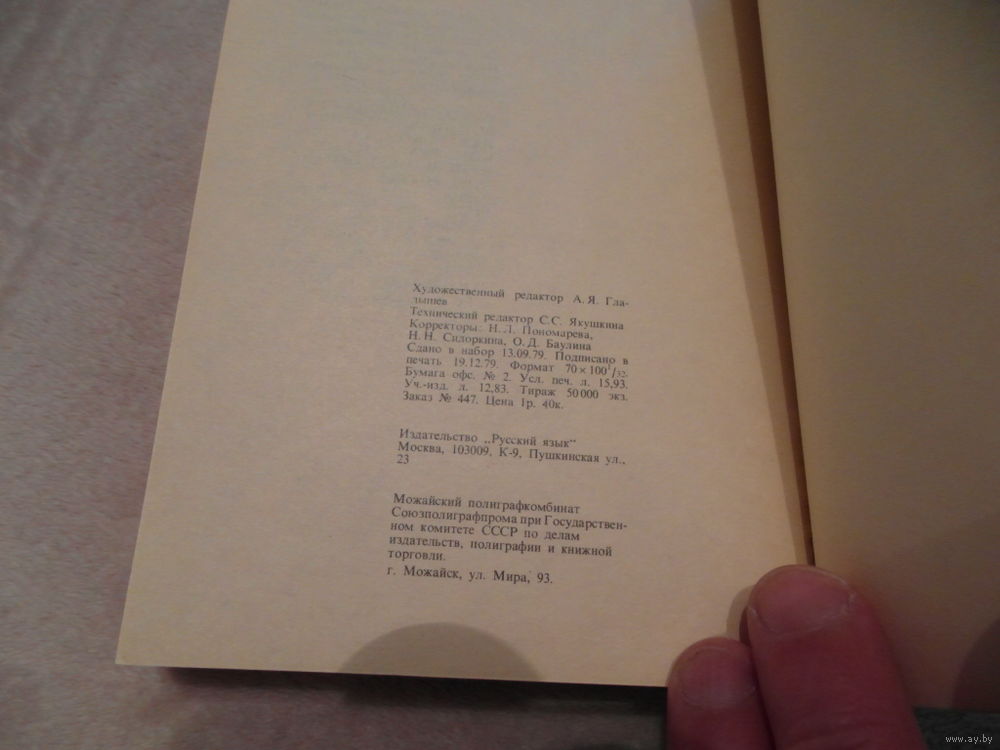 Художественный редактор А. Я. Гла-
дышев
Технический редактор С.С. Якушкина
Корректоры: Н. Л. Пономарева,
Н. Н. Сидоркина, О. Д. Баулина
Сдано в набор 13.09.79. Подписано в
печать 19.12.79. Формат 70×100¹/₃₂.
Бумага офс. № 2. Усл. печ. л. 15,93.
Уч.-изд. л. 12,83. Тираж 50000 экз.
Заказ № 447. Цена 1р. 40к.
Издательство „Русский язык“
Москва, 103009, К-9, Пушкинская ул.,
23
Можайский полиграфкомбинат
Союзполиграфпрома при Государствен-
ном комитете СССР по делам
издательств, полиграфии и книжной
торговли.
г. Можайск, ул. Мира, 93.
www.ay.by